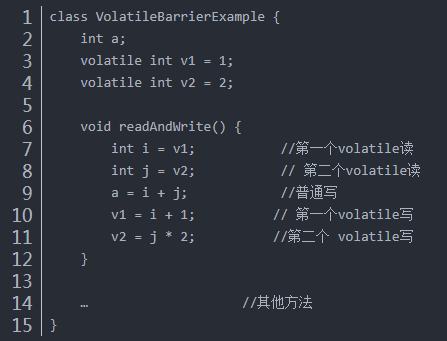 1 class VolatileBarrierExample {
2     int a;
3     volatile int v1 = 1;
4     volatile int v2 = 2;
5
6     void readAndWrite() {
7         int i = v1;           //第一个volatile读
8         int j = v2;           // 第二个volatile读
9         a = i + j;            //普通写
10         v1 = i + 1;          // 第一个volatile写
11         v2 = j * 2;          //第二个 volatile写
12     }
13
14     …                    //其他方法
15 }